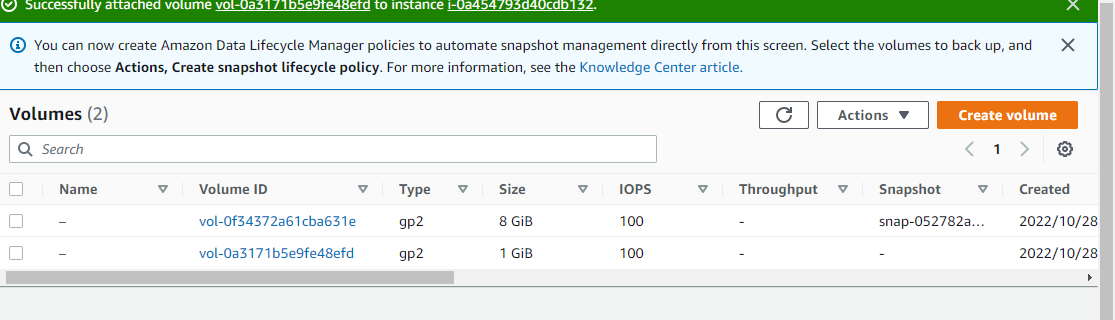 Successfully attached volume vol-0a3171b5e9fe48efd to instance i-0a454793d40cdb132.
You can now create Amazon Data Lifecycle Manager policies to automate snapshot management directly from this screen. Select the volumes to back up, and
then choose Actions, Create snapshot lifecycle policy. For more information, see the Knowledge Center article.
Volumes (2)
Actions
Create volume
Search
1
Name Volume ID Type Size IOPS Throughput Snapshot Created
– vol-0f34372a61cba631e gp2 8 GiB 100 - snap-052782a... 2022/10/28
– vol-0a3171b5e9fe48efd gp2 1 GiB 100 - - 2022/10/28